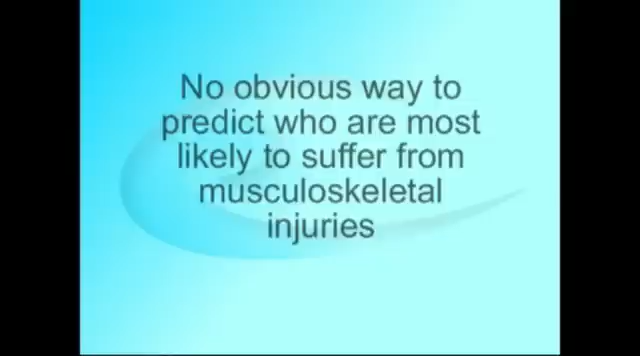 No obvious way to
predict who are most
likely to suffer from
musculoskeletal
injuries